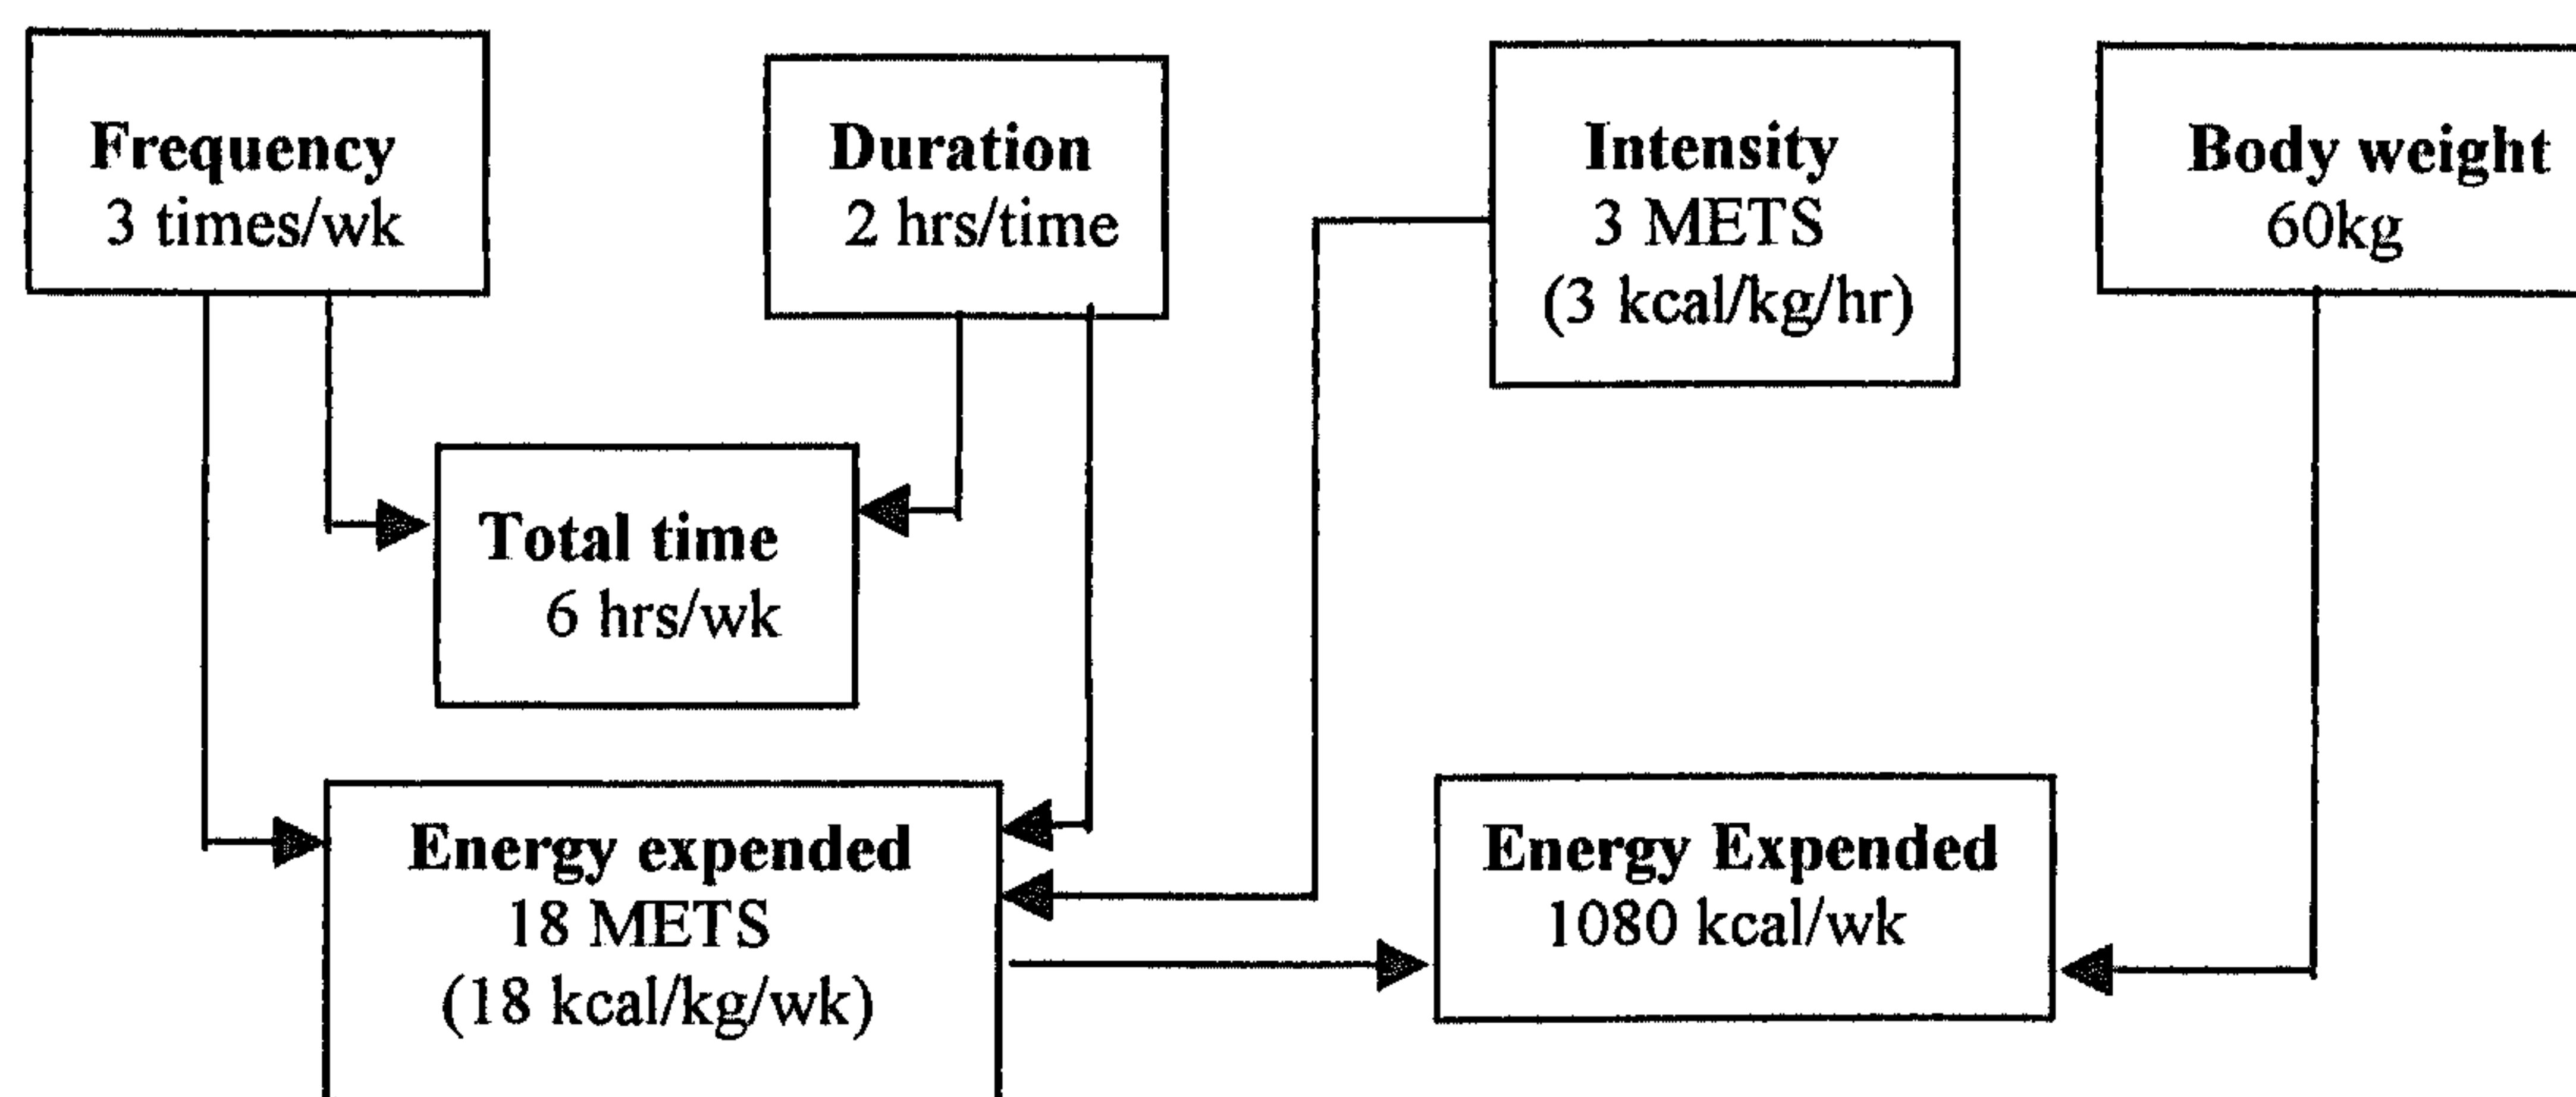 Frequency
3 times/wk
Duration
2 hrs/time
Intensity
3 METS
(3 kcal/kg/hr)
Body weight
60kg
Total time
6 hrs/wk
Energy expended
18 METS
(18 kcal/kg/wk)
Energy Expended
1080 kcal/wk